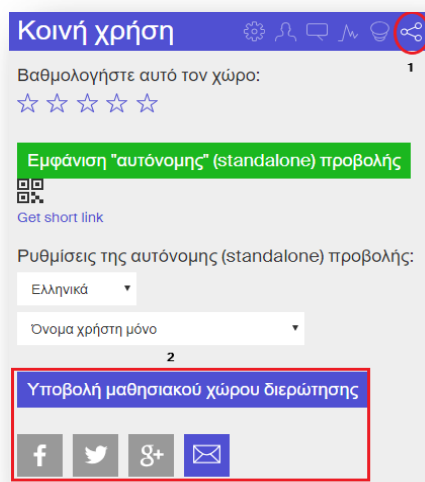 Κοινή χρήση
1
Βαθμολογήστε αυτό τον χώρο:
Εμφάνιση "αυτόνομης" (standalone) προβολής
Get short link
Ρυθμίσεις της αυτόνομης (standalone) προβολής:
Ελληνικά
Όνομα χρήστη μόνο
2
Υποβολή μαθησιακού χώρου διερώτησης
f
g+